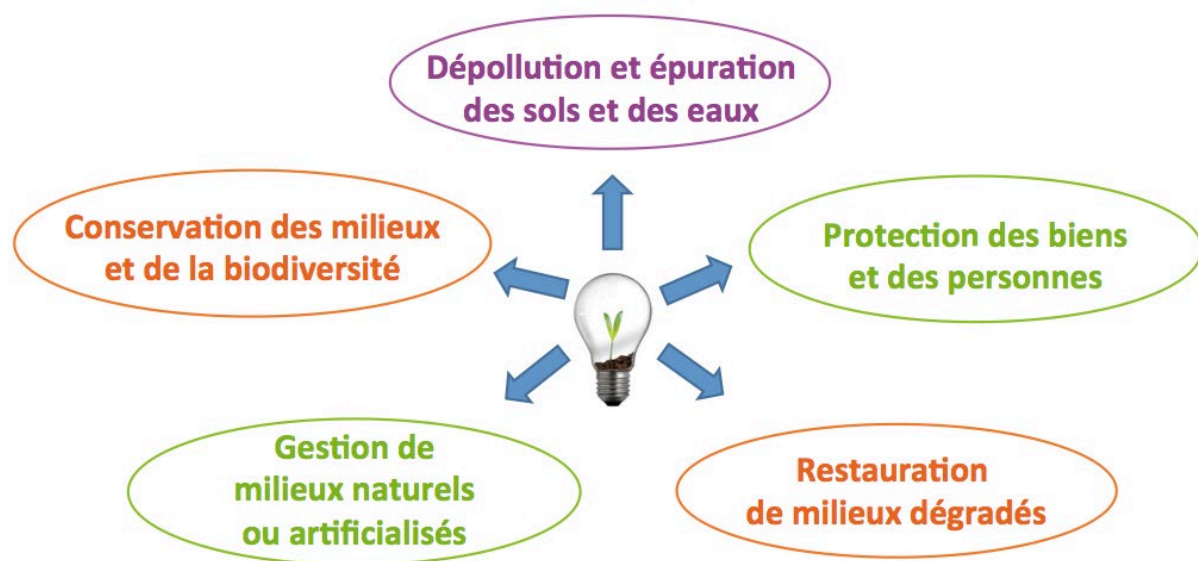 Dépollution et épuration
des sols et des eaux
Conservation des milieux
et de la biodiversité
Protection des biens
et des personnes
Gestion de
milieux naturels
ou artificialisés
Restauration
de milieux dégradés